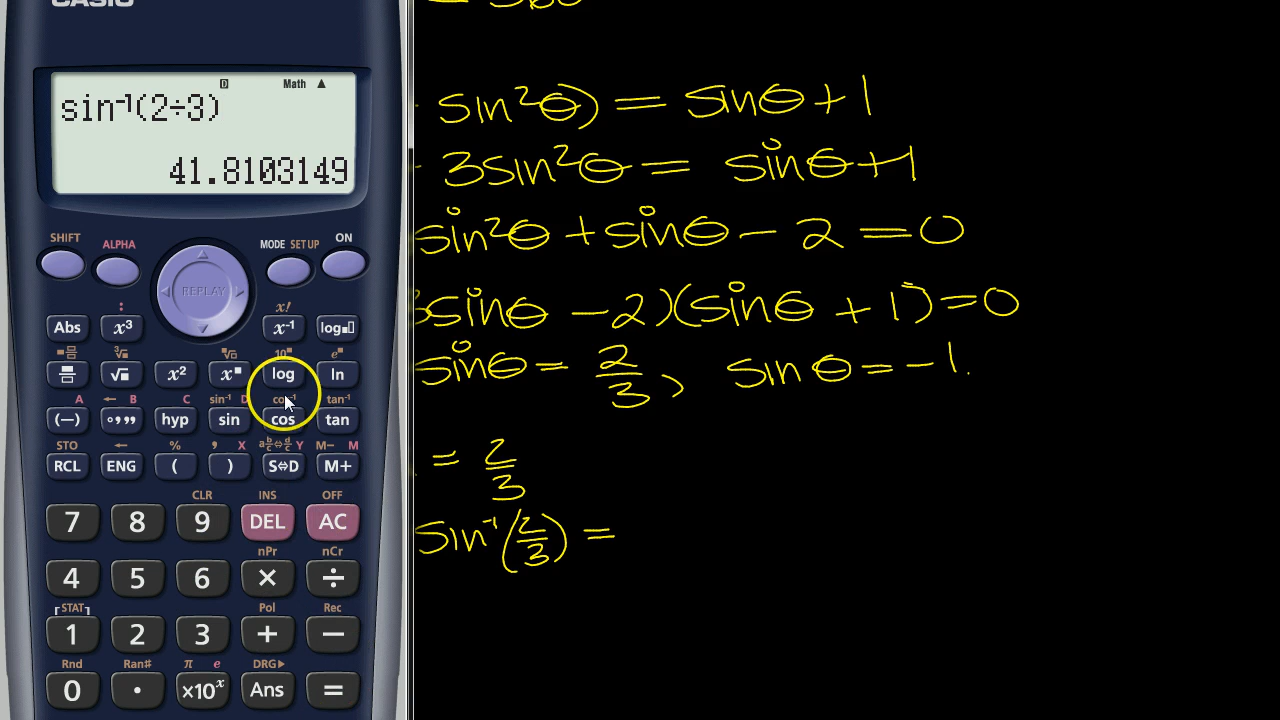 CASIO
D Math ▲
sin⁻¹(2÷3)
41.8103149
SHIFT ALPHA MODE SETUP ON
REPLAY
: x!
Abs x³ x⁻¹ log
10 e
x² log ln
A ← B C sin⁻¹ D tan⁻¹
(−) hyp sin cos tan
STO ← % , X Y M− M
RCL ENG ( ) S⇔D M+
CLR INS OFF
7 8 9 DEL AC
nPr nCr
4 5 6 × ÷
STAT Pol Rec
1 2 3 + −
Rnd Ran# π e DRG▶
0 · ×10ˣ Ans =
sin²θ) = sinθ + 1
3sin²θ = sinθ + 1
sin²θ + sinθ − 2 = 0
3sinθ − 2)(sinθ + 1) = 0
sinθ = 2/3, sinθ = −1.
= 2/3
sin⁻¹(2/3) =